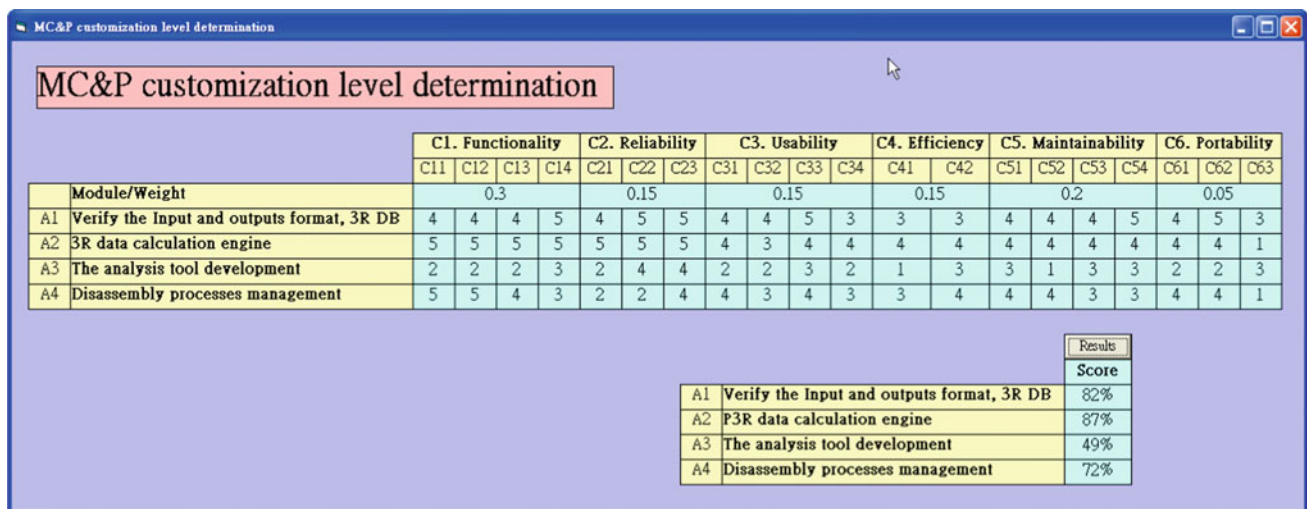 MC&P customization level determination
MC&P customization level determination
C1. Functionality C2. Reliability C3. Usability C4. Efficiency C5. Maintainability C6. Portability
C11 C12 C13 C14 C21 C22 C23 C31 C32 C33 C34 C41 C42 C51 C52 C53 C54 C61 C62 C63
Module/Weight 0.3 0.15 0.15 0.15 0.2 0.05
A1 Verify the Input and outputs format, 3R DB 4 4 4 5 4 5 5 4 4 5 3 3 3 4 4 4 5 4 5 3
A2 3R data calculation engine 5 5 5 5 5 5 5 4 3 4 4 4 4 4 4 4 4 4 4 1
A3 The analysis tool development 2 2 2 3 2 4 4 2 2 3 2 1 3 3 1 3 3 2 2 3
A4 Disassembly processes management 5 5 4 3 2 2 4 4 3 4 3 3 4 4 4 3 3 4 4 1
Results
Score
A1 Verify the Input and outputs format, 3R DB 82%
A2 P3R data calculation engine 87%
A3 The analysis tool development 49%
A4 Disassembly processes management 72%